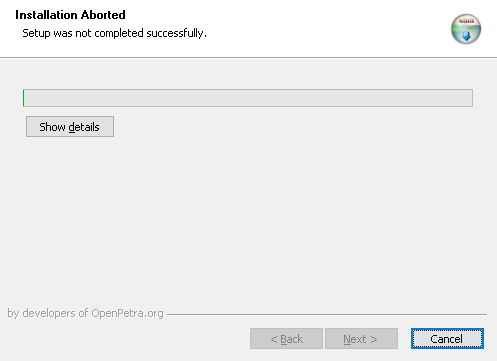 Installation Aborted
Setup was not completed successfully.
Show details
by developers of OpenPetra.org
< Back
Next >
Cancel